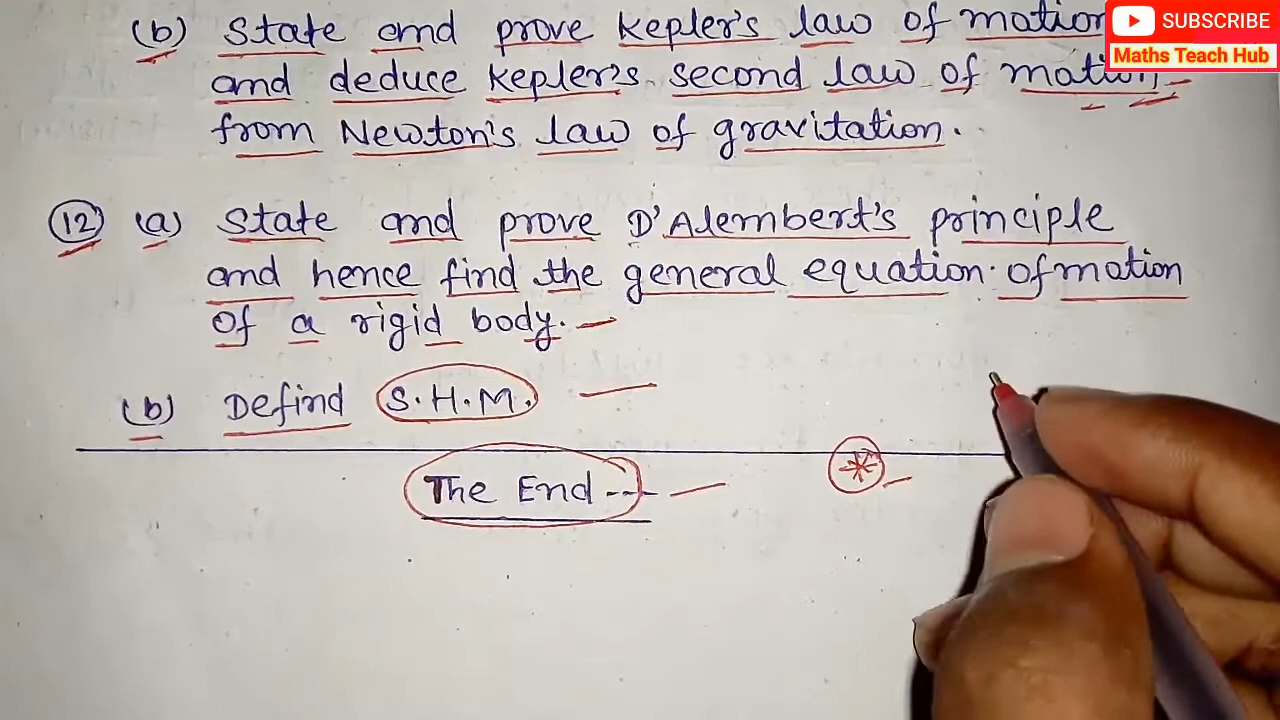 (b) State and prove Kepler's law of motion
SUBSCRIBE
Maths Teach Hub
and deduce Kepler's second law of motion
from Newton's law of gravitation.
12 (a) State and prove D'Alembert's principle
and hence find the general equation of motion
of a rigid body.
(b) Defind S.H.M.
The End ---